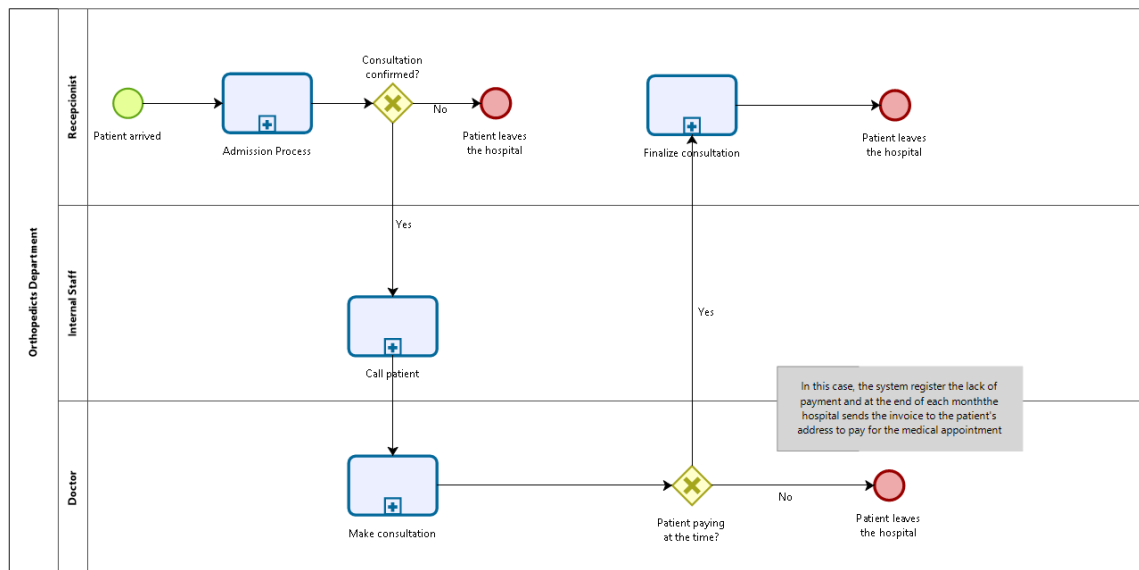 Orthopedicts Department
Recepcionist
Patient arrived
Admission Process
Consultation
confirmed?
No
Patient leaves
the hospital
Finalize consultation
Patient leaves
the hospital
Internal Staff
Yes
Call patient
Yes
In this case, the system register the lack of
payment and at the end of each monththe
hospital sends the invoice to the patient's
address to pay for the medical appointment
Doctor
Make consultation
Patient paying
at the time?
No
Patient leaves
the hospital